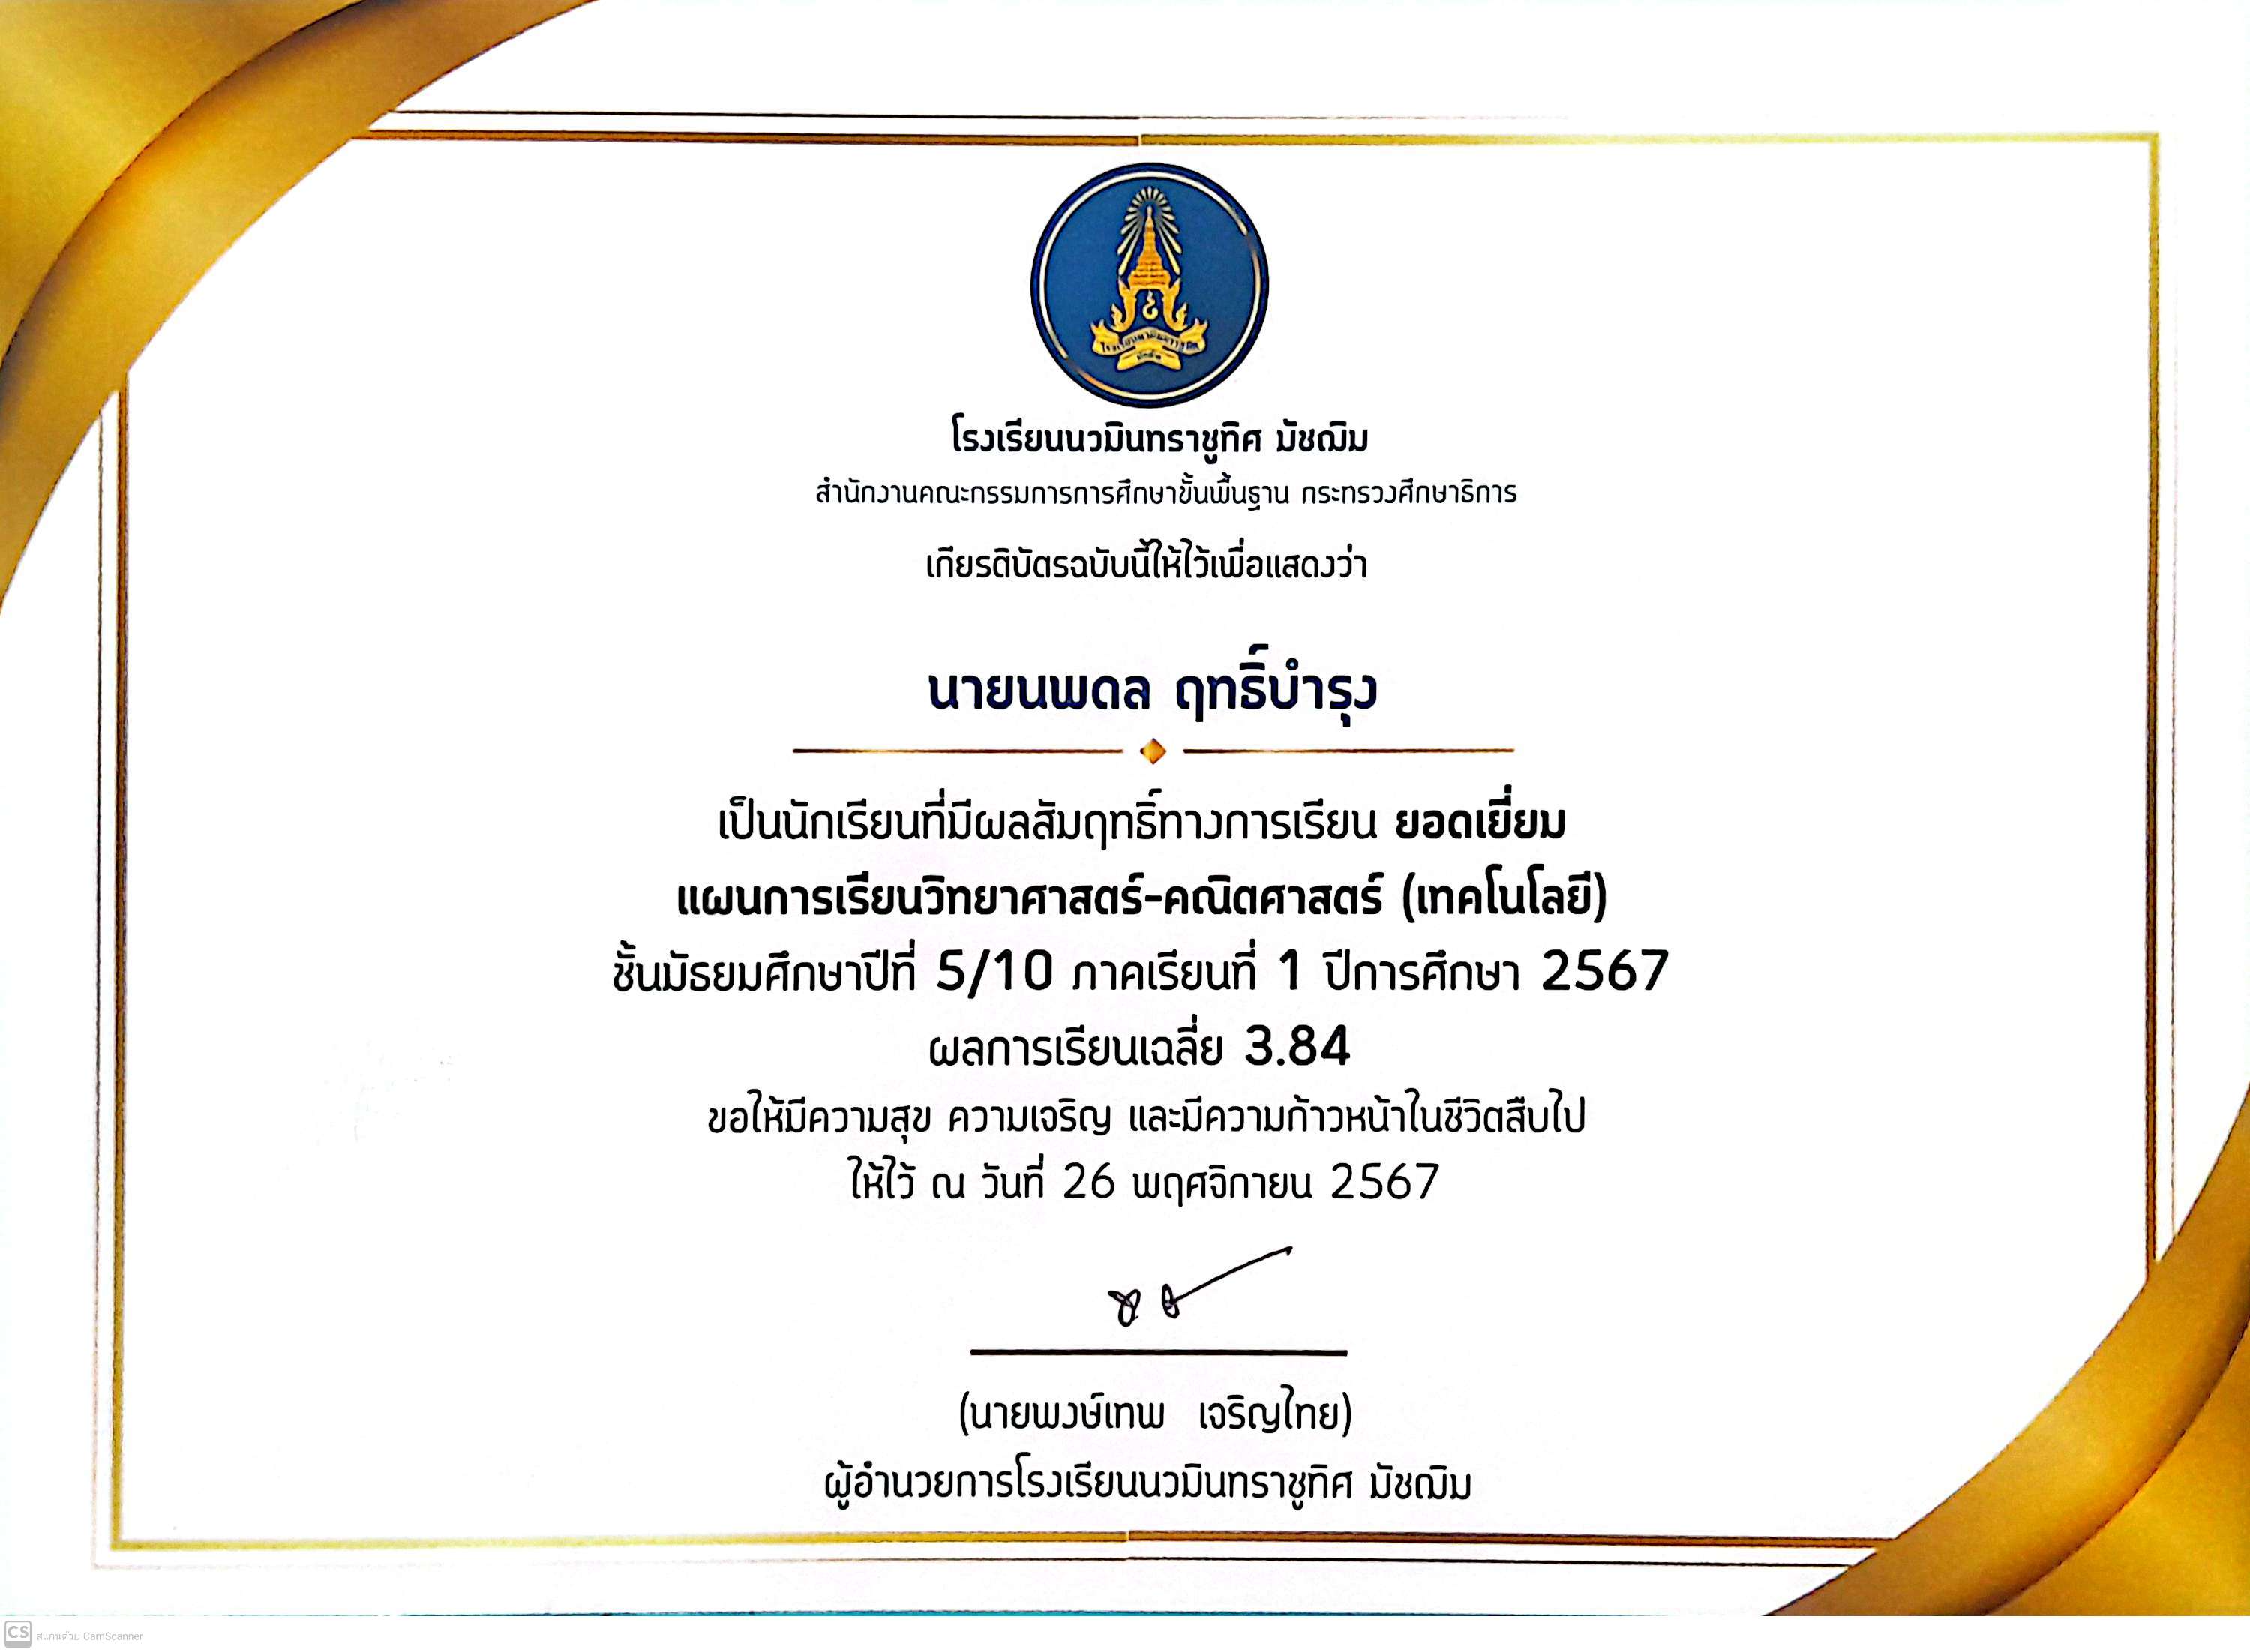 โรงเรียนนวมินทราชูทิศ มัชฌิม
สำนักงานคณะกรรมการการศึกษาขั้นพื้นฐาน กระทรวงศึกษาธิการ
เกียรติบัตรฉบับนี้ให้ไว้เพื่อแสดงว่า
นายนพดล ฤทธิ์บำรุง
เป็นนักเรียนที่มีผลสัมฤทธิ์ทางการเรียน ยอดเยี่ยม
แผนการเรียนวิทยาศาสตร์-คณิตศาสตร์ (เทคโนโลยี)
ชั้นมัธยมศึกษาปีที่ 5/10 ภาคเรียนที่ 1 ปีการศึกษา 2567
ผลการเรียนเฉลี่ย 3.84
ขอให้มีความสุข ความเจริญ และมีความก้าวหน้าในชีวิตสืบไป
ให้ไว้ ณ วันที่ 26 พฤศจิกายน 2567
(นายพงษ์เทพ เจริญไทย)
ผู้อำนวยการโรงเรียนนวมินทราชูทิศ มัชฌิม
CS สแกนด้วย CamScanner